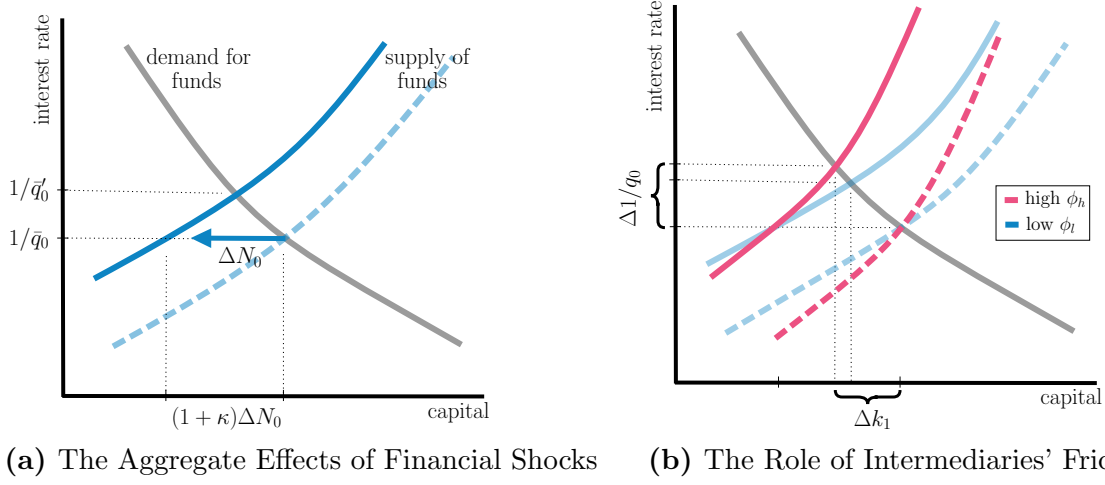 interest rate
demand for
funds
supply of
funds
1/q̄′₀
1/q̄₀
ΔN₀
(1 + κ)ΔN₀
capital
(a) The Aggregate Effects of Financial Shocks
interest rate
Δ1/q₀
high ϕₕ
low ϕₗ
Δk₁
capital
(b) The Role of Intermediaries’ Fric